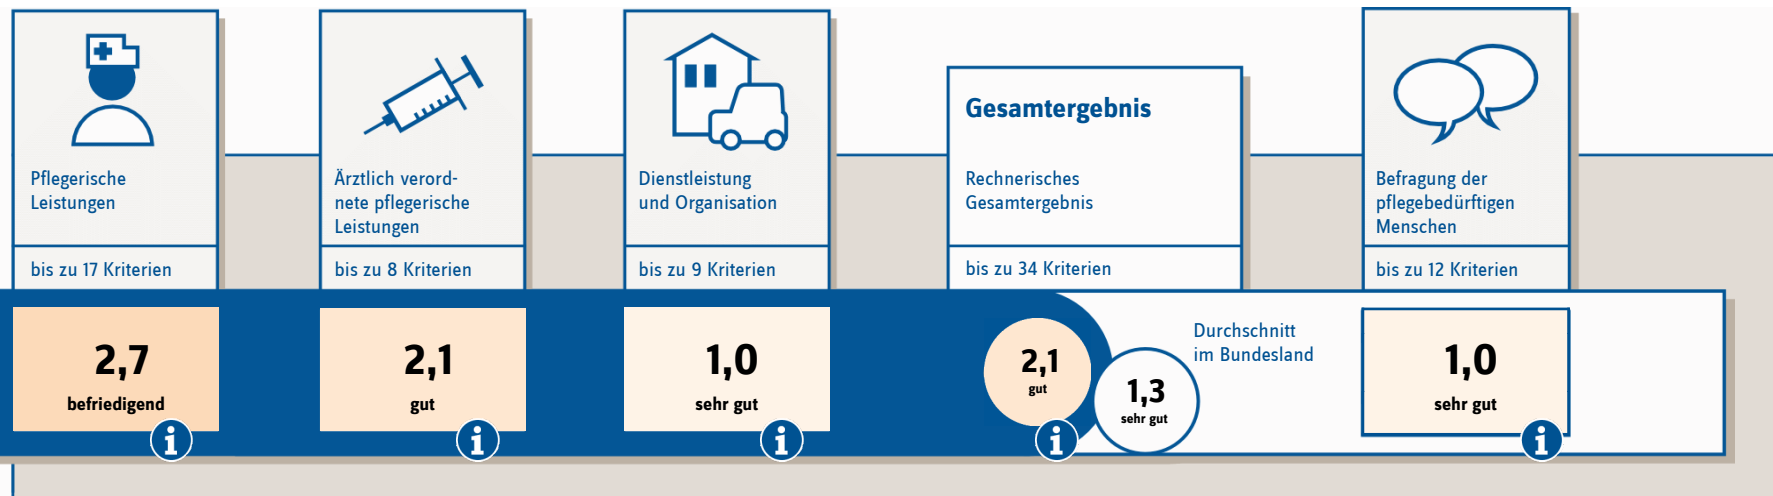 Pflegerische
Leistungen
bis zu 17 Kriterien
2,7
befriedigend
i
Ärztlich verord-
nete pflegerische
Leistungen
bis zu 8 Kriterien
2,1
gut
i
Dienstleistung
und Organisation
bis zu 9 Kriterien
1,0
sehr gut
i
Gesamtergebnis
Rechnerisches
Gesamtergebnis
bis zu 34 Kriterien
2,1
gut
i
1,3
sehr gut
Durchschnitt
im Bundesland
Befragung der
pflegebedürftigen
Menschen
bis zu 12 Kriterien
1,0
sehr gut
i